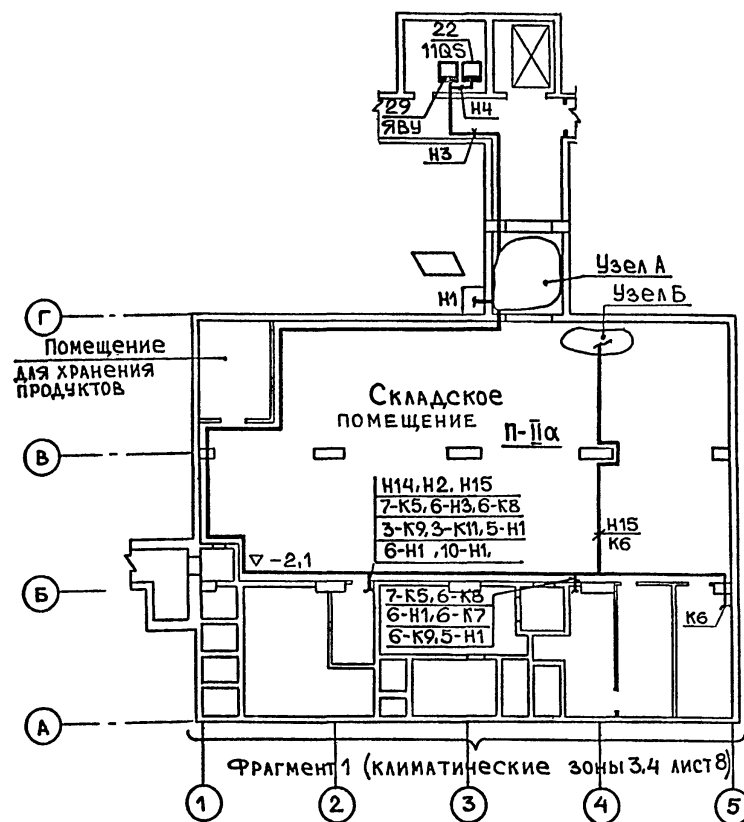 22
11QS
29
ЯВУ
Н4
Н3
Узел А
Узел Б
Н1
Г
Помещение
для хранения
продуктов
Складское
помещение
П-IIа
В
Н14, Н2, Н15
7-К5, 6-Н3, 6-К8
3-К9, 3-К11, 5-Н1
6-Н1, 10-Н1,
Н15
К6
-2,1
Б
7-К5, 6-К8
6-Н1, 6-К7
6-К9, 5-Н1
К6
А
Фрагмент 1 (климатические зоны 3,4 лист 8)
1
2
3
4
5